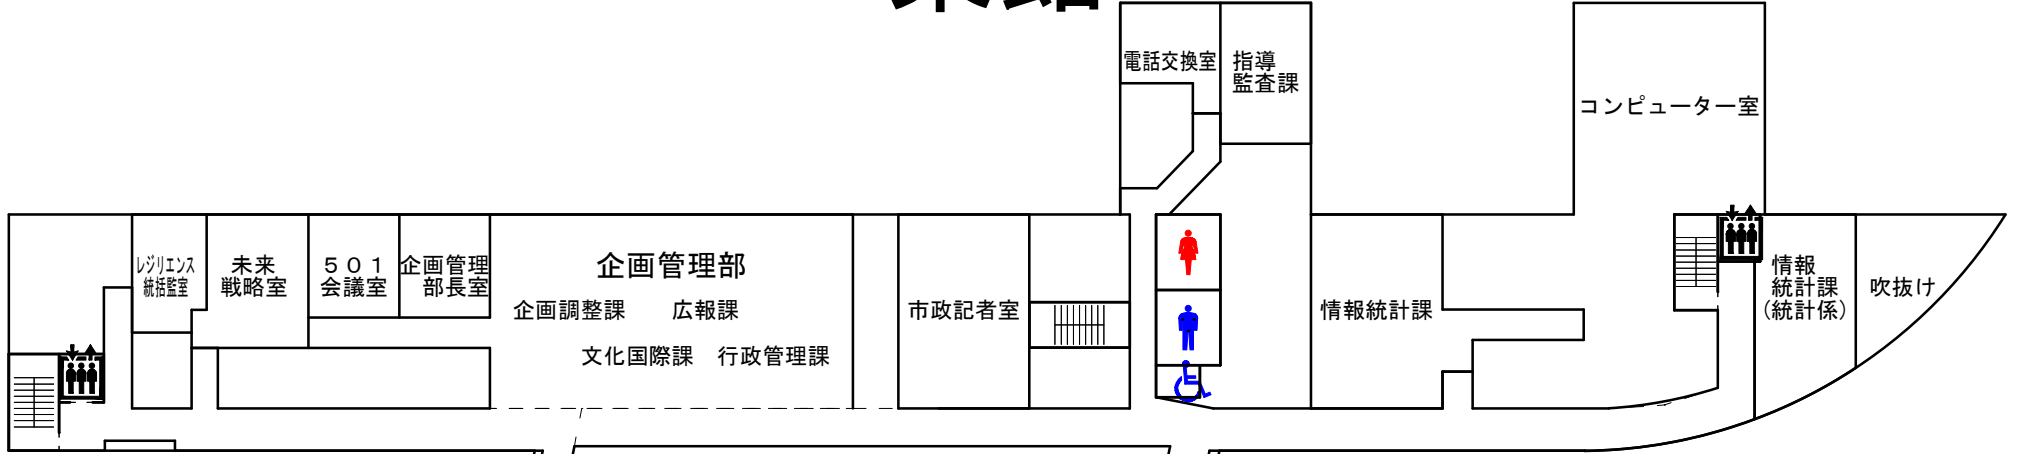 電話交換室
指導
監査課
コンピューター室
レジリエンス
統括監室
未来
戦略室
５０１
会議室
企画管理
部長室
企画管理部
企画調整課　広報課
文化国際課　行政管理課
市政記者室
情報統計課
情報
統計課
(統計係)
吹抜け